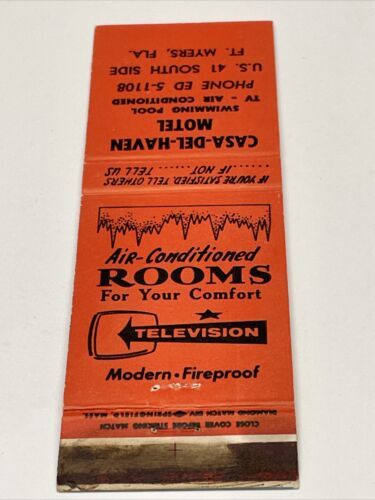 FT. MYERS, FLA.
U.S. 41 SOUTH SIDE
PHONE ED 5-1108
TV - AIR CONDITIONED
SWIMMING POOL
MOTEL
CASA-DEL-HAVEN
.......IF NOT.... TELL US
IF YOU'RE SATISFIED, TELL OTHERS
Air-Conditioned
ROOMS
For Your Comfort
TELEVISION
Modern • Fireproof
DIAMOND MATCH DIV. SPRINGFIELD, MASS.
CLOSE COVER BEFORE STRIKING MATCH